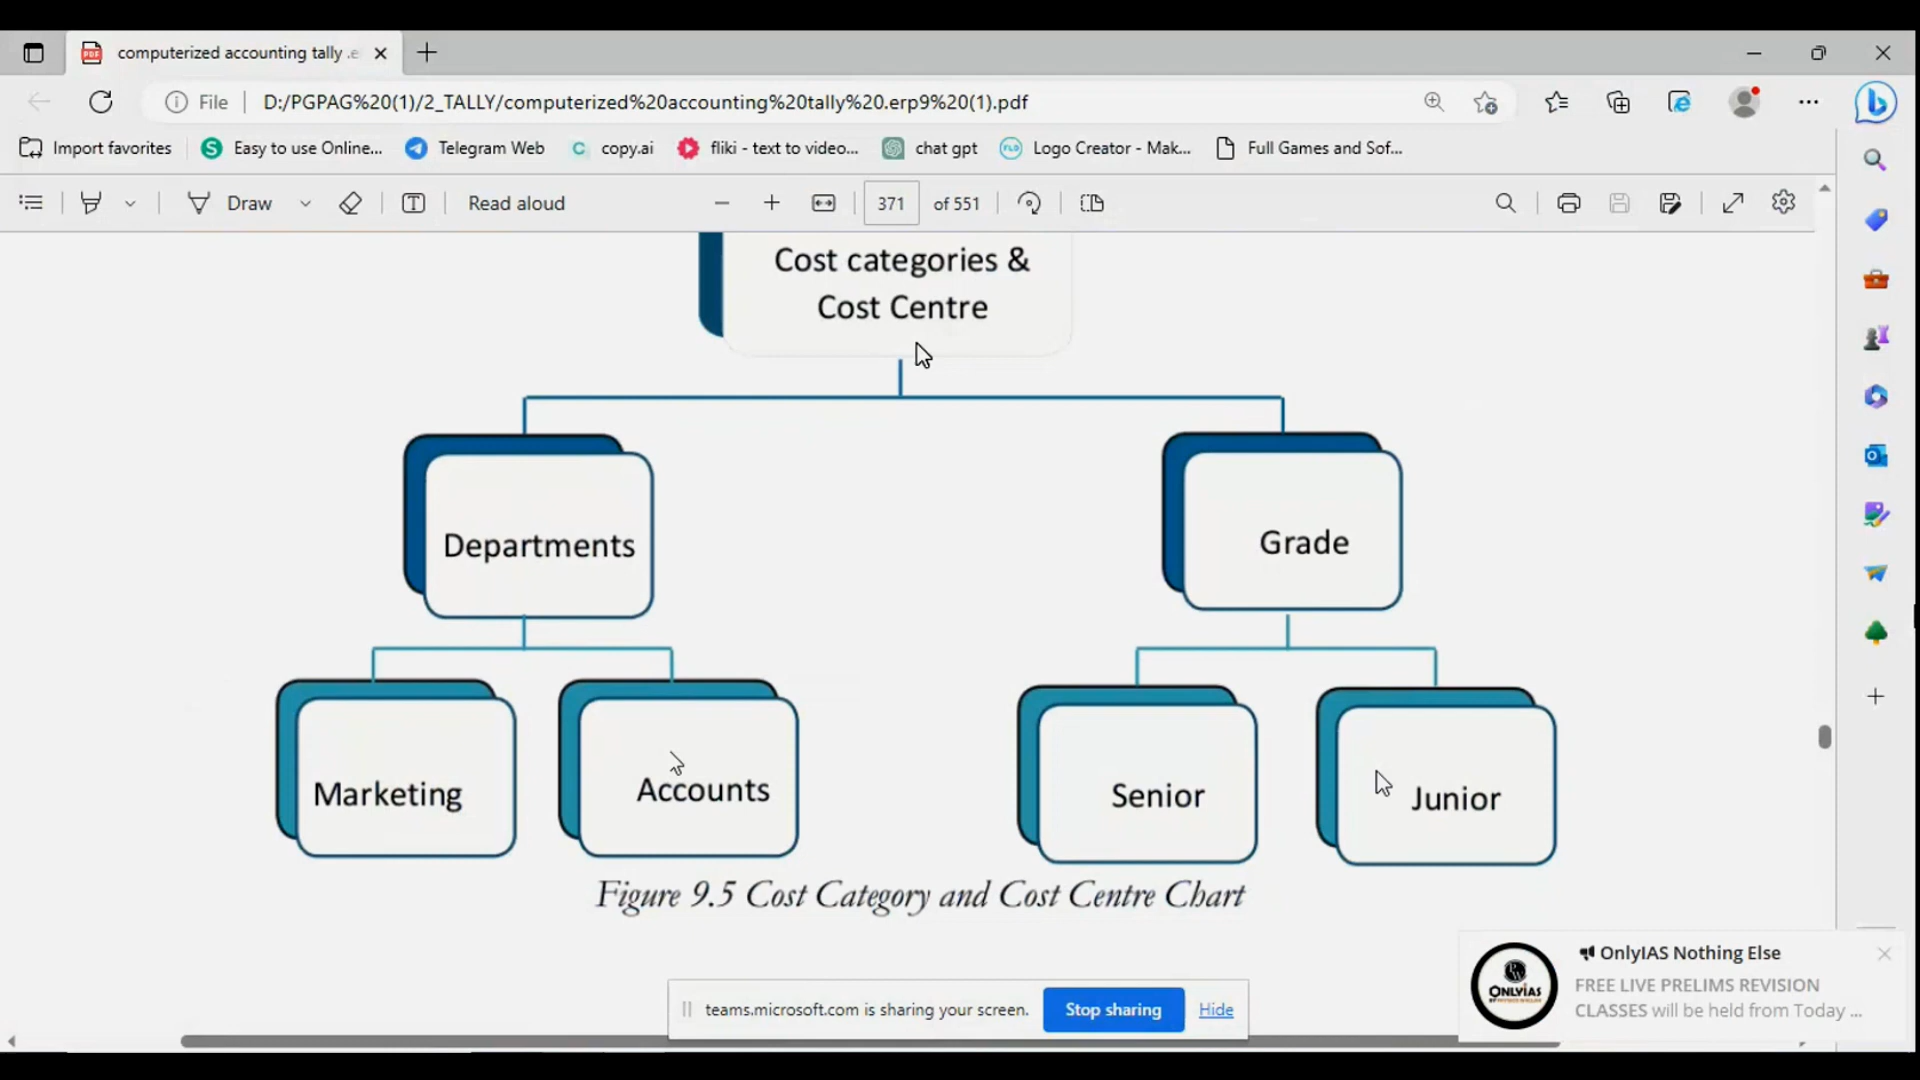 computerized accounting tally .e
File
D:/PGPAG%20(1)/2_TALLY/computerized%20accounting%20tally%20.erp9%20(1).pdf
Import favorites
Easy to use Online...
Telegram Web
copy.ai
fliki - text to video...
chat gpt
Logo Creator - Mak...
Full Games and Sof...
Draw
Read aloud
371
of 551
Cost categories &
Cost Centre
Departments
Grade
Marketing
Accounts
Senior
Junior
Figure 9.5 Cost Category and Cost Centre Chart
OnlyIAS Nothing Else
FREE LIVE PRELIMS REVISION
CLASSES will be held from Today ...
ONLYIAS
teams.microsoft.com is sharing your screen.
Stop sharing
Hide